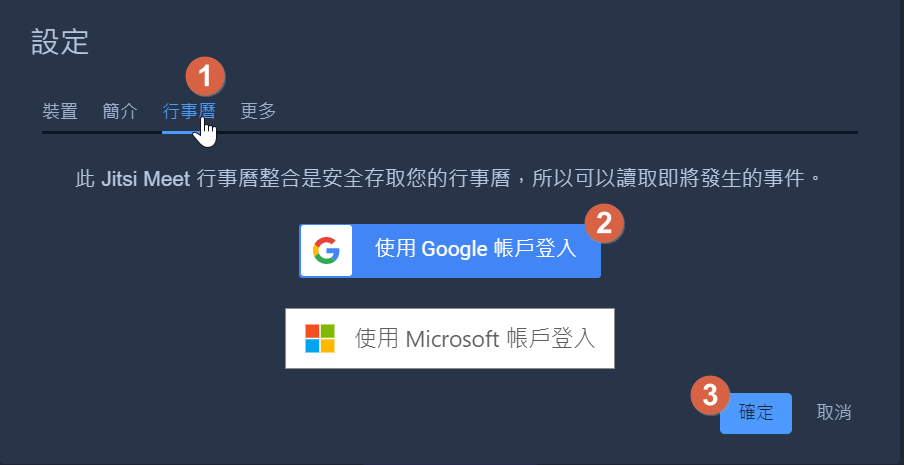 設定
1
裝置 簡介 行事曆 更多
此 Jitsi Meet 行事曆整合是安全存取您的行事曆，所以可以讀取即將發生的事件。
2
使用 Google 帳戶登入
使用 Microsoft 帳戶登入
3
確定 取消